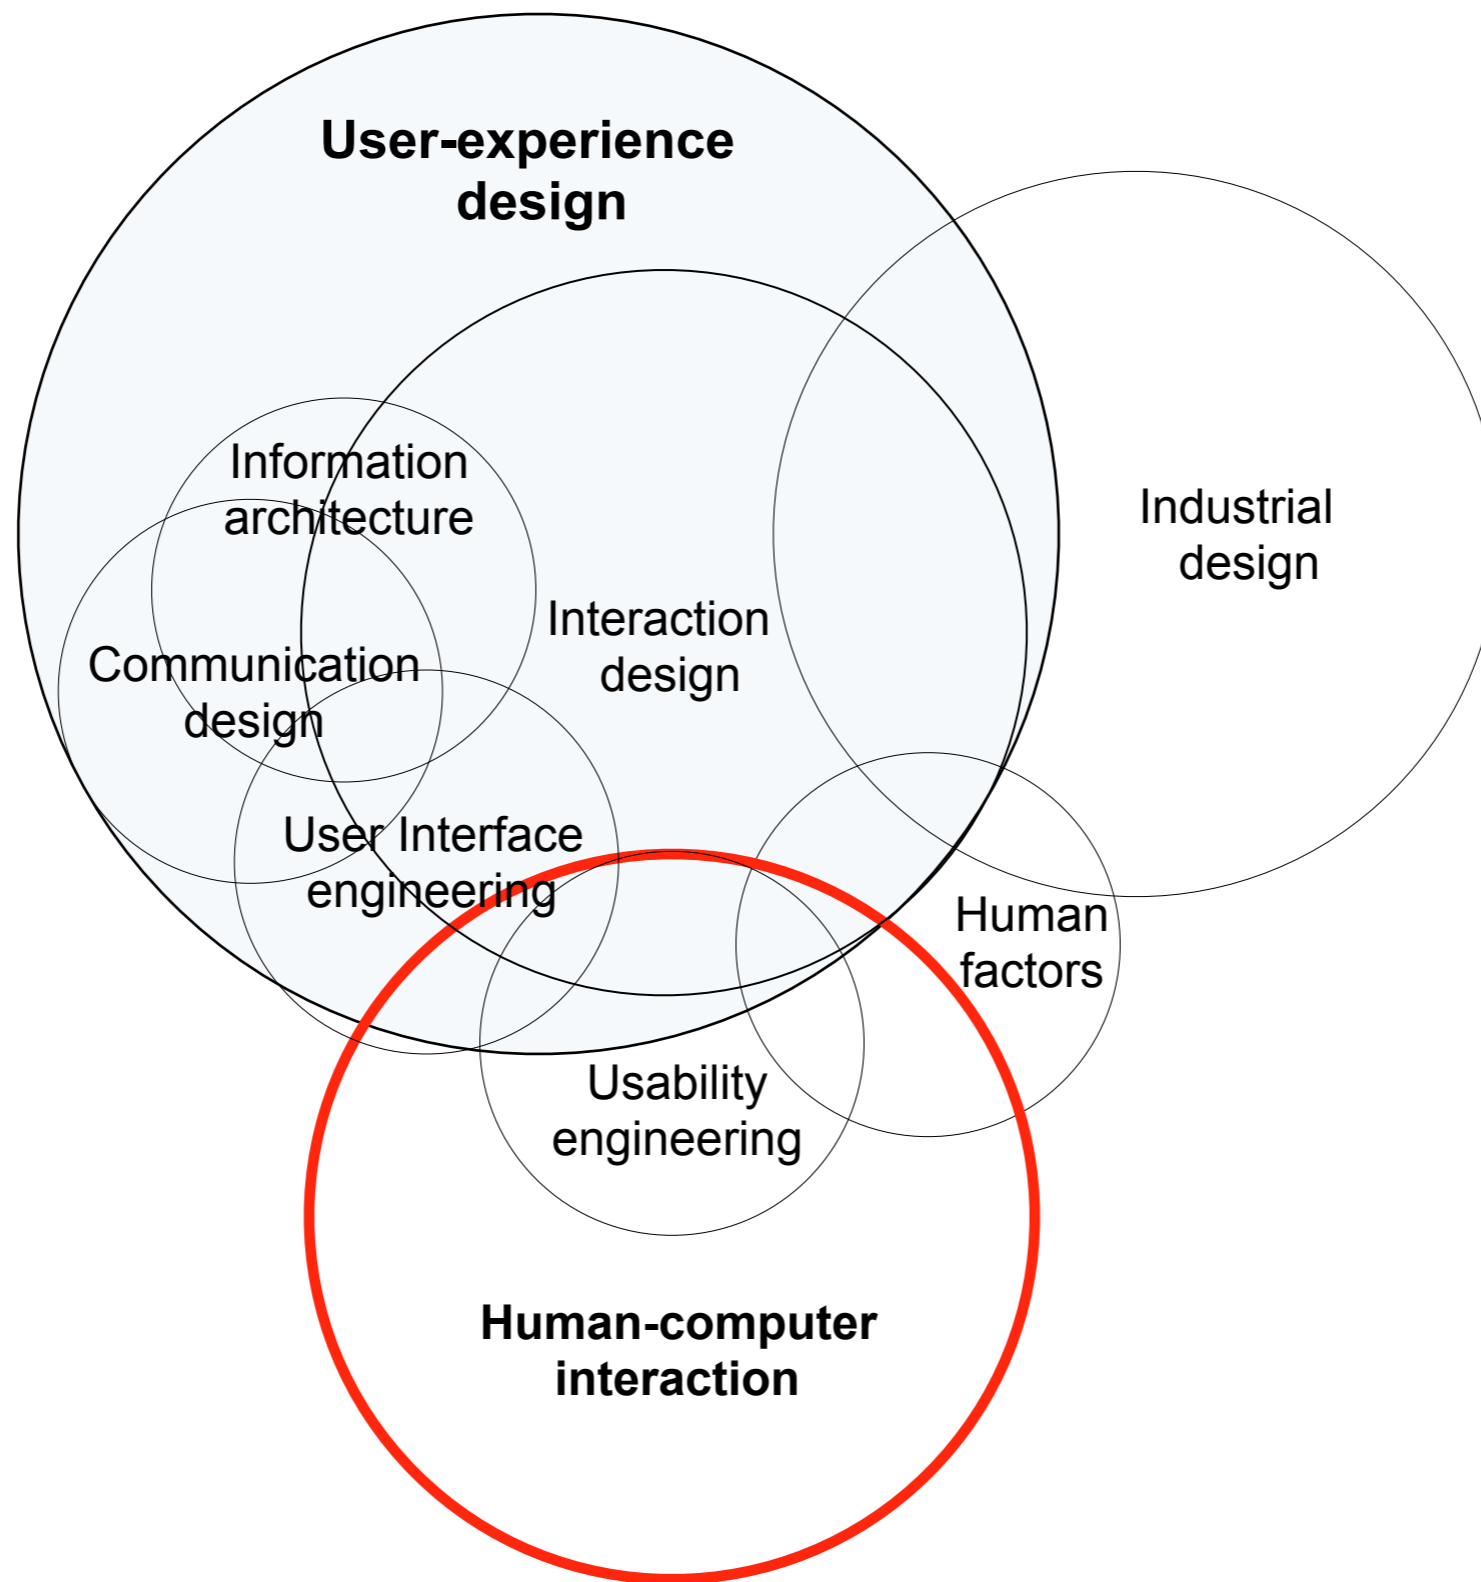 User-experience
design
Information
architecture
Industrial
design
Interaction
design
Communication
design
User Interface
engineering
Human
factors
Usability
engineering
Human-computer
interaction